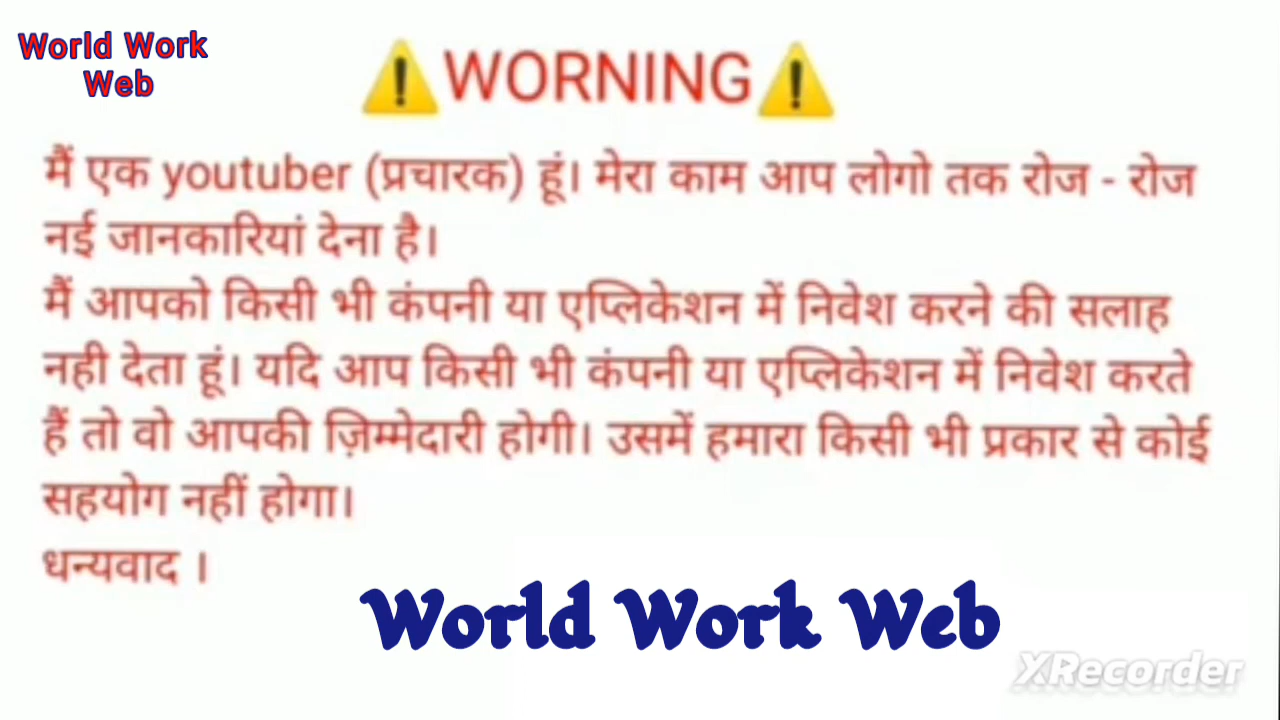 World Work
Web
⚠️WORNING⚠️
मैं एक youtuber (प्रचारक) हूं। मेरा काम आप लोगो तक रोज - रोज
नई जानकारियां देना है।
मैं आपको किसी भी कंपनी या एप्लिकेशन में निवेश करने की सलाह
नही देता हूं। यदि आप किसी भी कंपनी या एप्लिकेशन में निवेश करते
हैं तो वो आपकी ज़िम्मेदारी होगी। उसमें हमारा किसी भी प्रकार से कोई
सहयोग नहीं होगा।
धन्यवाद ।
World Work Web
XRecorder